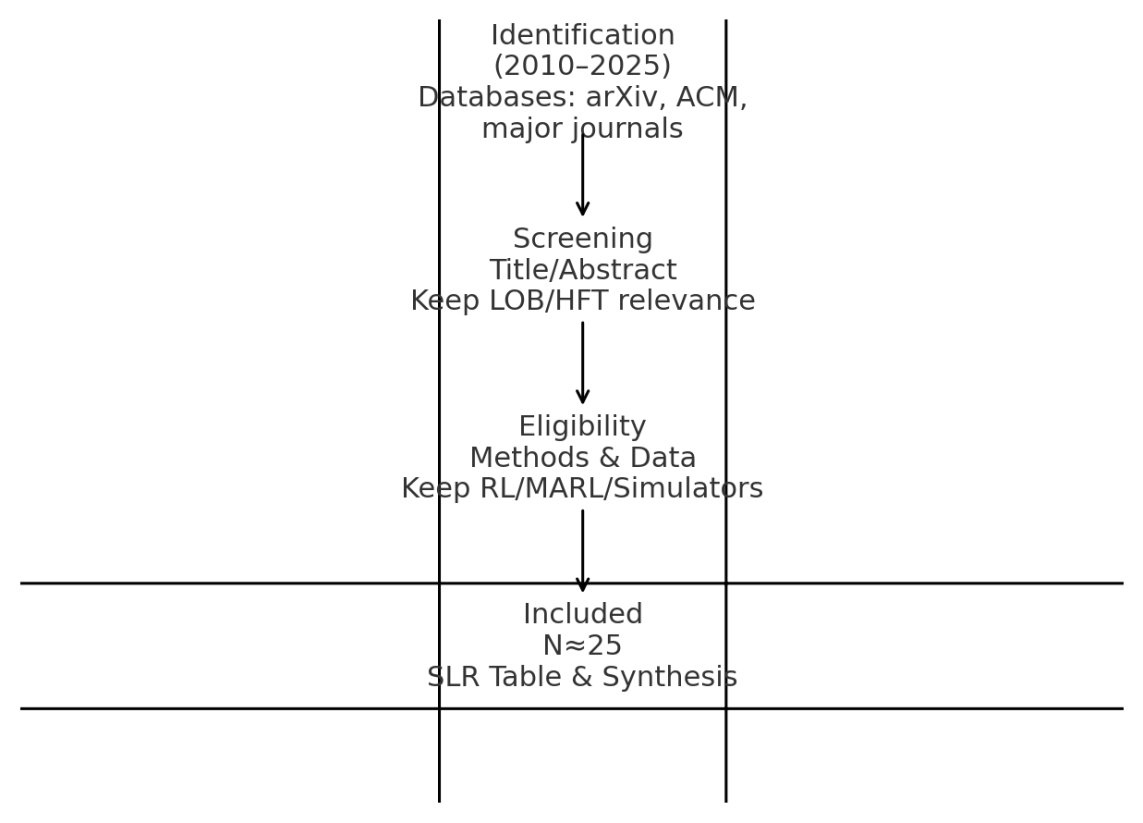 Identification
(2010–2025)
Databases: arXiv, ACM,
major journals
Screening
Title/Abstract
Keep LOB/HFT relevance
Eligibility
Methods & Data
Keep RL/MARL/Simulators
Included
N≈25
SLR Table & Synthesis